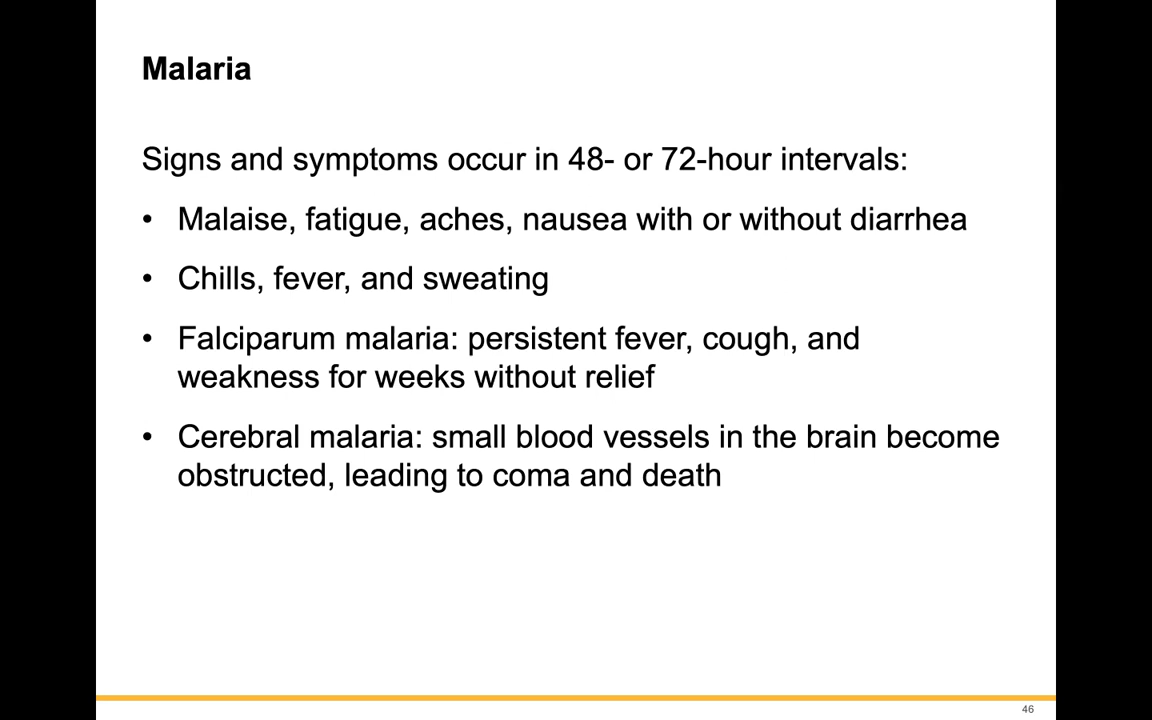 Malaria
Signs and symptoms occur in 48- or 72-hour intervals:
• Malaise, fatigue, aches, nausea with or without diarrhea
• Chills, fever, and sweating
• Falciparum malaria: persistent fever, cough, and
weakness for weeks without relief
• Cerebral malaria: small blood vessels in the brain become
obstructed, leading to coma and death
46